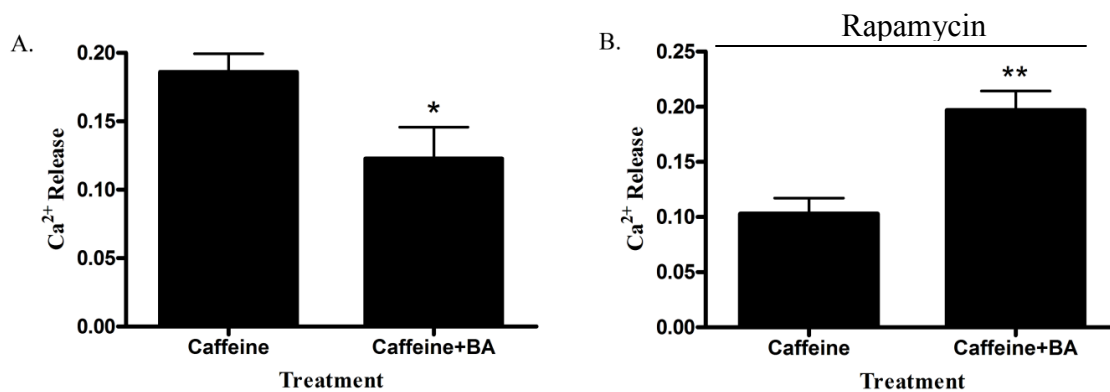 A.
0.20
0.15
0.10
0.05
0.00
Ca2+ Release
*
Caffeine Caffeine+BA
Treatment
B.
Rapamycin
0.25
0.20
0.15
0.10
0.05
0.00
Ca2+ Release
**
Caffeine Caffeine+BA
Treatment